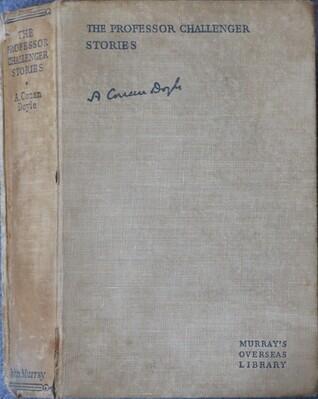 THE
PROFESSOR
CHALLENGER
STORIES
A Conan
Doyle
John Murray
THE PROFESSOR CHALLENGER
STORIES
A Conan Doyle
MURRAY'S
OVERSEAS
LIBRARY